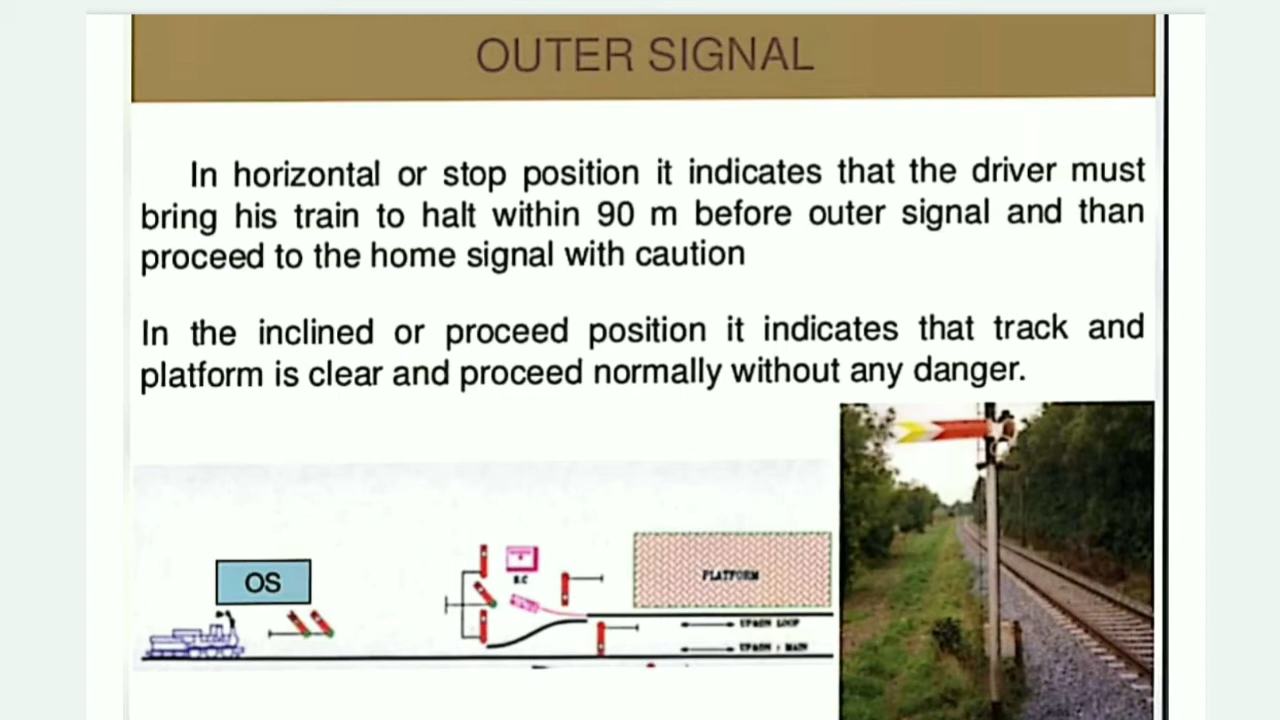 OUTER SIGNAL
In horizontal or stop position it indicates that the driver must
bring his train to halt within 90 m before outer signal and than
proceed to the home signal with caution
In the inclined or proceed position it indicates that track and
platform is clear and proceed normally without any danger.
OS
PLATFORM
LOOP
MAIN